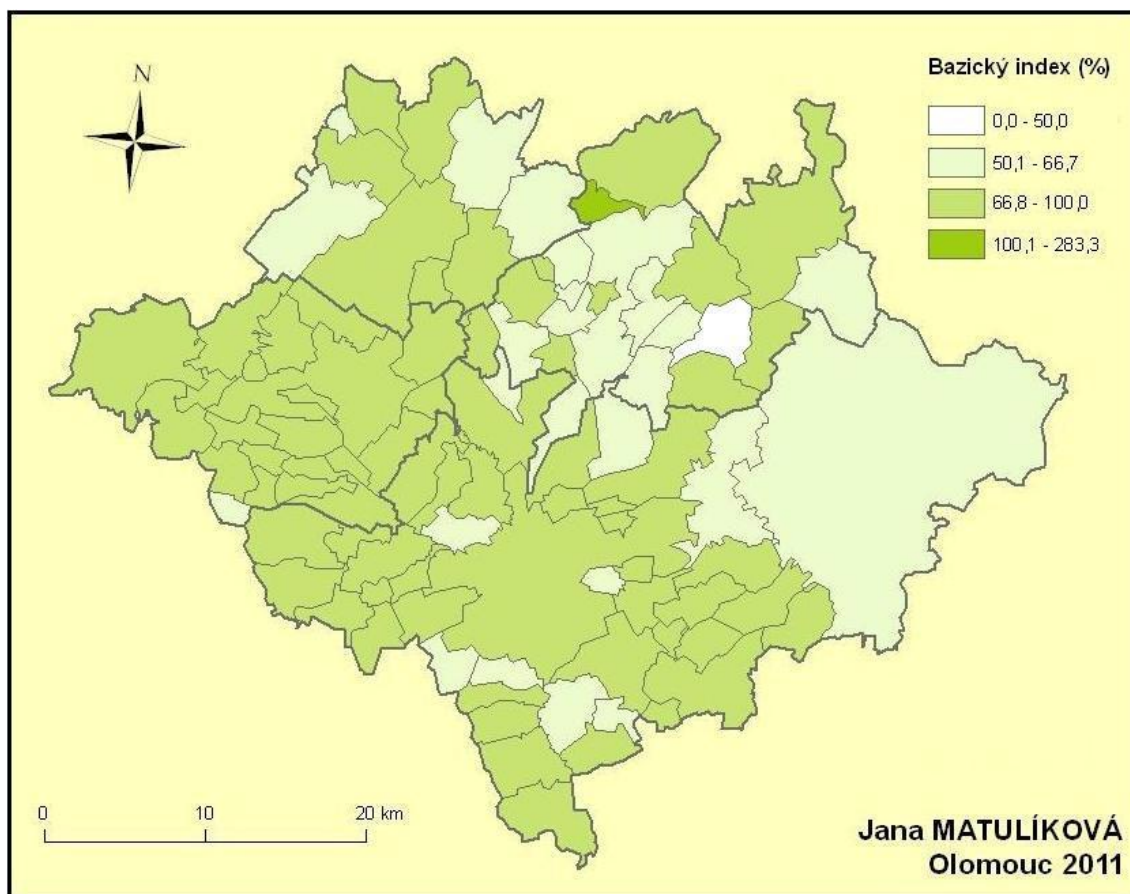 N
Bazický index (%)
0,0 - 50,0
50,1 - 66,7
66,8 - 100,0
100,1 - 283,3
0 10 20 km
Jana MATULÍKOVÁ
Olomouc 2011